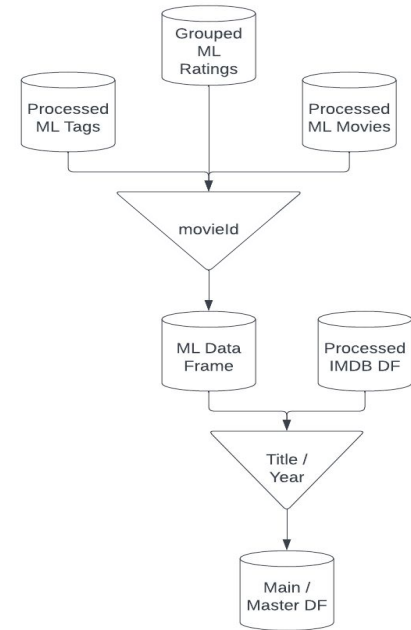 Grouped
ML
Ratings
Processed
ML Tags
Processed
ML Movies
movieId
ML Data
Frame
Processed
IMDB DF
Title /
Year
Main /
Master DF